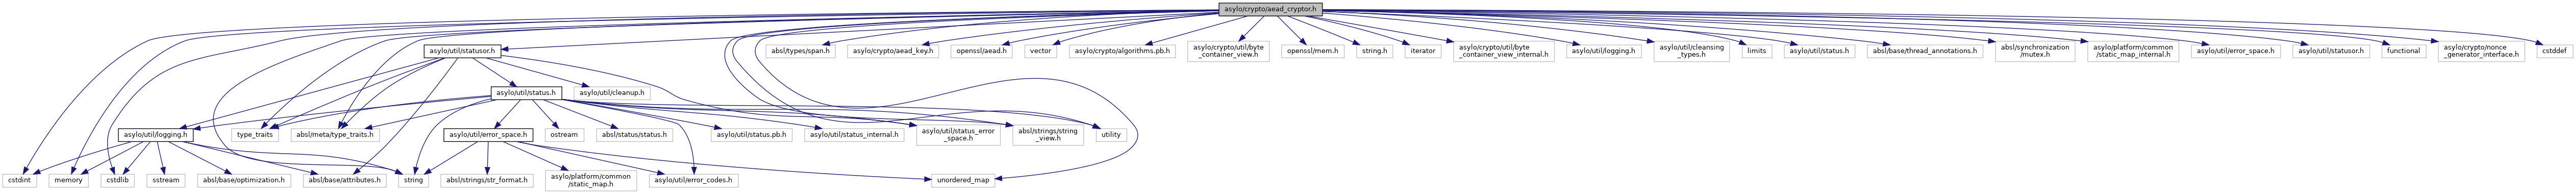 asylo/crypto/aead_cryptor.h
asylo/util/statusor.h
absl/types/span.h
asylo/crypto/aead_key.h
openssl/aead.h
vector
asylo/crypto/algorithms.pb.h
asylo/crypto/util/byte
_container_view.h
openssl/mem.h
string.h
iterator
asylo/crypto/util/byte
_container_view_internal.h
asylo/util/logging.h
asylo/util/cleansing
_types.h
limits
asylo/util/status.h
absl/base/thread_annotations.h
absl/synchronization
/mutex.h
asylo/platform/common
/static_map_internal.h
asylo/util/error_space.h
asylo/util/statusor.h
functional
asylo/crypto/nonce
_generator_interface.h
cstddef
asylo/util/status.h
asylo/util/cleanup.h
asylo/util/logging.h
type_traits
absl/meta/type_traits.h
asylo/util/error_space.h
ostream
absl/status/status.h
asylo/util/status.pb.h
asylo/util/status_internal.h
asylo/util/status_error
_space.h
absl/strings/string
_view.h
utility
cstdint
memory
cstdlib
sstream
absl/base/optimization.h
absl/base/attributes.h
string
absl/strings/str_format.h
asylo/platform/common
/static_map.h
asylo/util/error_codes.h
unordered_map